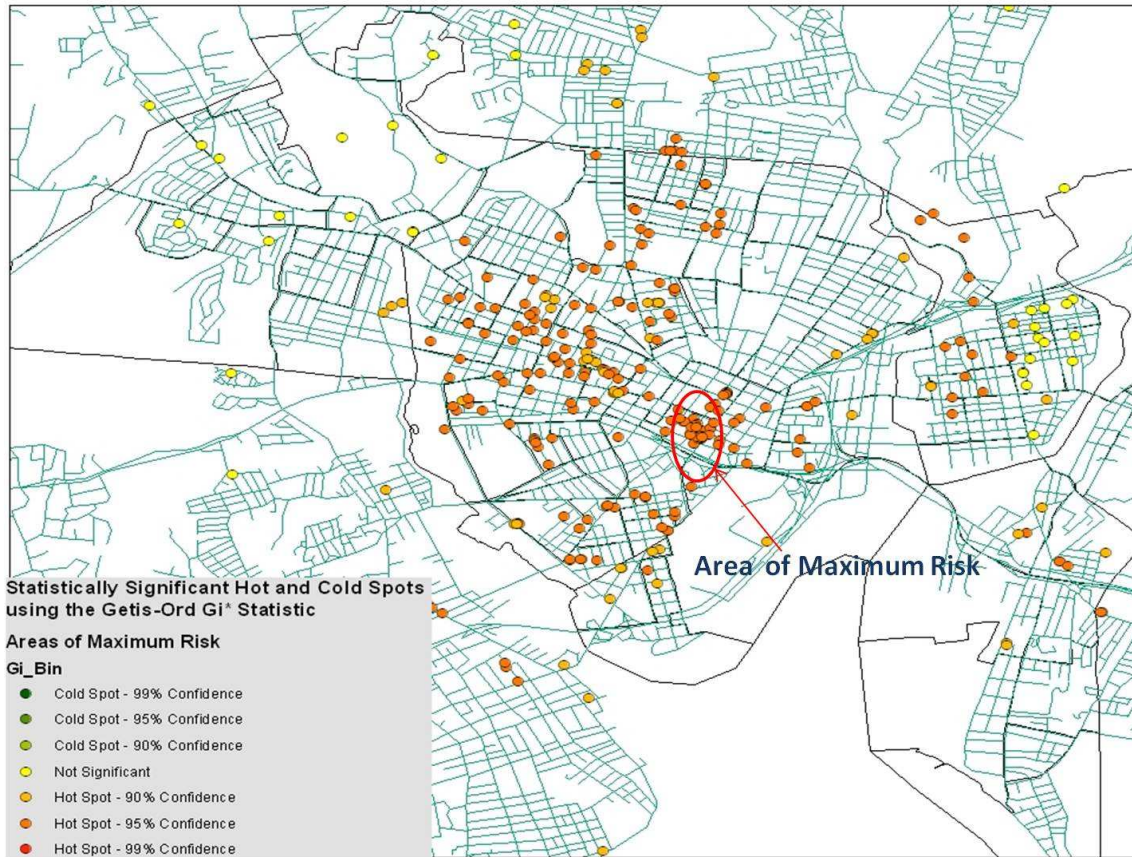 Area of Maximum Risk
Statistically Significant Hot and Cold Spots
using the Getis-Ord Gi* Statistic
Areas of Maximum Risk
Gi_Bin
Cold Spot - 99% Confidence
Cold Spot - 95% Confidence
Cold Spot - 90% Confidence
Not Significant
Hot Spot - 90% Confidence
Hot Spot - 95% Confidence
Hot Spot - 99% Confidence